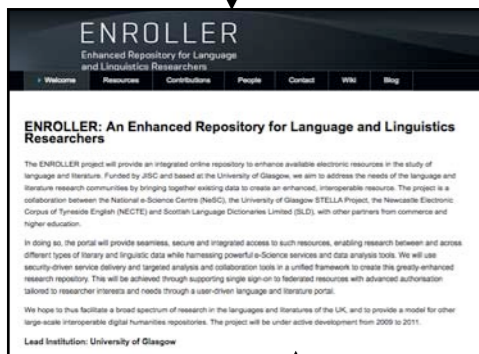 ENROLLER
Enhanced Repository for Language
and Linguistics Researchers
Welcome Resources Contributions People Contact Wiki Blog
ENROLLER: An Enhanced Repository for Language and Linguistics
Researchers
The ENROLLER project will provide an integrated online repository to enhance available electronic resources in the study of
language and literature. Funded by JISC and based at the University of Glasgow, we aim to address the needs of the language and
literature research communities by bringing together existing data to create an enhanced, interoperable resource. The project is a
collaboration between the National e-Science Centre (NeSC), the University of Glasgow STELLA Project, the Newcastle Electronic
Corpus of Tyneside English (NECTE) and Scottish Language Dictionaries Limited (SLD), with other partners from commerce and
higher education.
In doing so, the portal will provide seamless, secure and integrated access to such resources, enabling research between and across
different types of literary and linguistic data while harnessing powerful e-Science services and data analysis tools. We will use
security-driven service delivery and targeted analysis and collaboration tools in a unified framework to create this greatly-enhanced
research repository. This will be achieved through supporting single sign-on to federated resources with advanced authorisation
tailored to researcher interests and needs through a user-driven language and literature portal.
We hope to thus facilitate a broad spectrum of research in the languages and literatures of the UK, and to provide a model for other
large-scale interoperable digital humanities repositories. The project will be under active development from 2009 to 2011.
Lead Institution: University of Glasgow